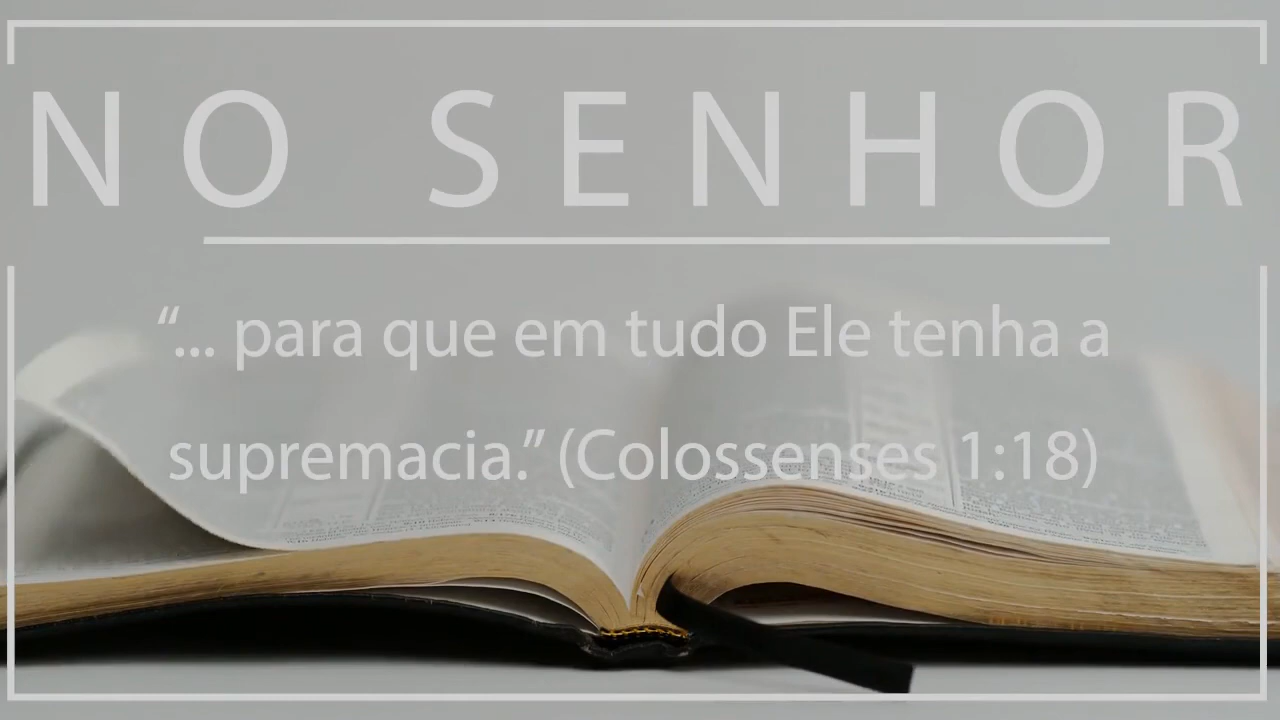 NO SENHOR
“... para que em tudo Ele tenha a
supremacia.” (Colossenses 1:18)